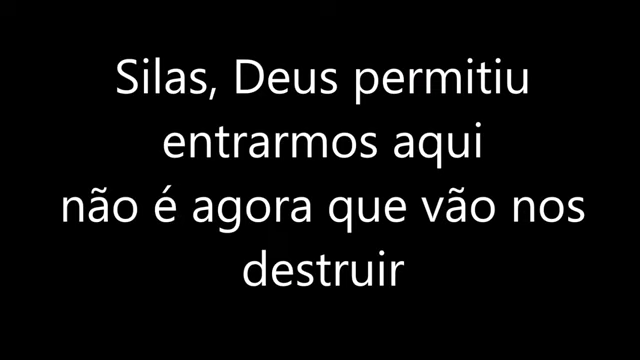 Silas, Deus permitiu
entrarmos aqui
não é agora que vão nos
destruir